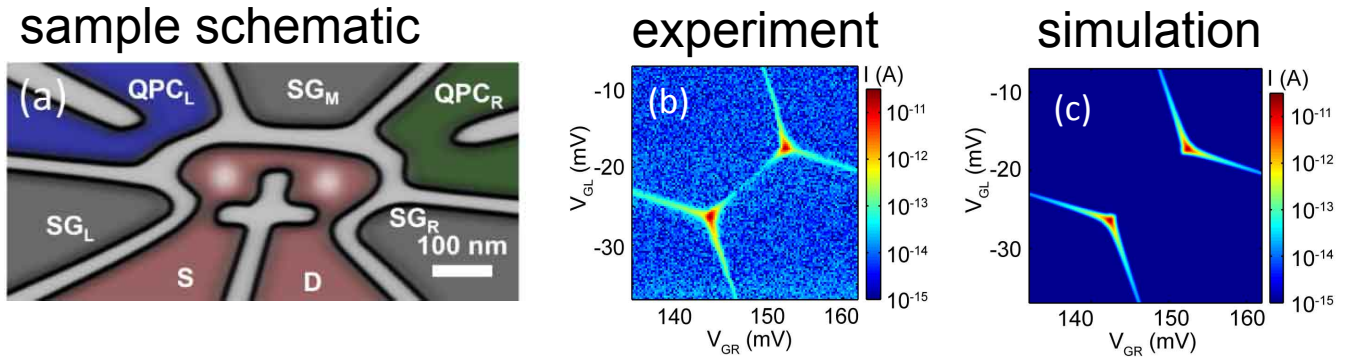 sample schematic
experiment
simulation
(a)
QPC_L
SG_M
QPC_R
SG_L
SG_R
100 nm
S
D
(b)
I (A)
-10
-20
-30
V_GL (mV)
140
150
160
V_GR (mV)
10^-11
10^-12
10^-13
10^-14
10^-15
(c)
I (A)
-10
-20
-30
V_GL (mV)
140
150
160
V_GR (mV)
10^-11
10^-12
10^-13
10^-14
10^-15